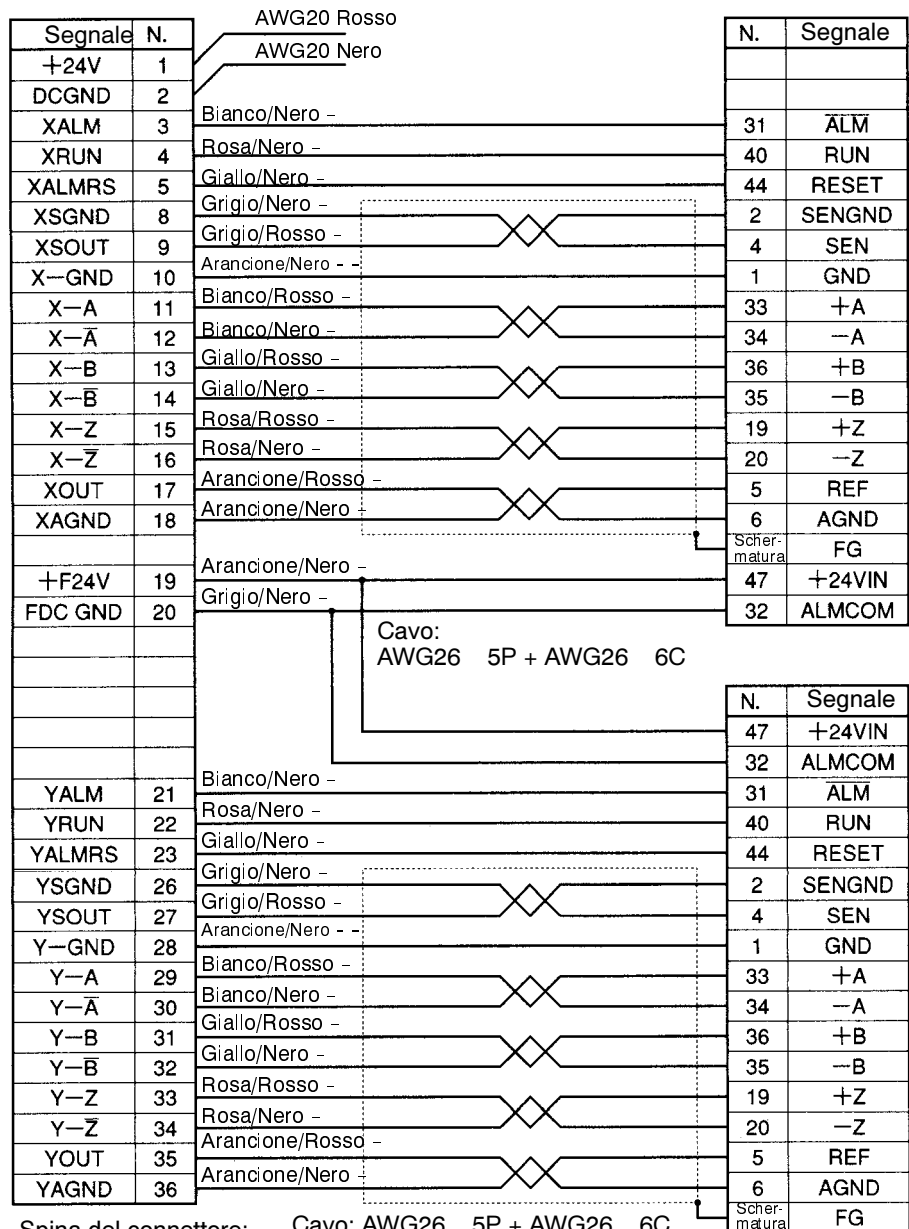 AWG20 Rosso
AWG20 Nero
Segnale N.
+24V 1
DCGND 2
XALM 3 Bianco/Nero –
XRUN 4 Rosa/Nero –
XALMRS 5 Giallo/Nero –
XSGND 8 Grigio/Nero –
XSOUT 9 Grigio/Rosso –
X—GND 10 Arancione/Nero - -
X—A 11 Bianco/Rosso –
X—A̅ 12 Bianco/Nero –
X—B 13 Giallo/Rosso –
X—B̅ 14 Giallo/Nero –
X—Z 15 Rosa/Rosso –
X—Z̅ 16 Rosa/Nero –
XOUT 17 Arancione/Rosso –
XAGND 18 Arancione/Nero –
+F24V 19 Arancione/Nero –
FDC GND 20 Grigio/Nero –
YALM 21 Bianco/Nero –
YRUN 22 Rosa/Nero –
YALMRS 23 Giallo/Nero –
YSGND 26 Grigio/Nero –
YSOUT 27 Grigio/Rosso –
Y—GND 28 Arancione/Nero - -
Y—A 29 Bianco/Rosso –
Y—A̅ 30 Bianco/Nero –
Y—B 31 Giallo/Rosso –
Y—B̅ 32 Giallo/Nero –
Y—Z 33 Rosa/Rosso –
Y—Z̅ 34 Rosa/Nero –
YOUT 35 Arancione/Rosso –
YAGND 36 Arancione/Nero –
N. Segnale
31 A̅L̅M̅
40 RUN
44 RESET
2 SENGND
4 SEN
1 GND
33 +A
34 —A
36 +B
35 —B
19 +Z
20 —Z
5 REF
6 AGND
Scher-
matura FG
47 +24VIN
32 ALMCOM
Cavo:
AWG26 5P + AWG26 6C
N. Segnale
47 +24VIN
32 ALMCOM
31 A̅L̅M̅
40 RUN
44 RESET
2 SENGND
4 SEN
1 GND
33 +A
34 —A
36 +B
35 —B
19 +Z
20 —Z
5 REF
6 AGND
Scher-
matura FG
Spina del connettore: Cavo: AWG26 5P + AWG26 6C